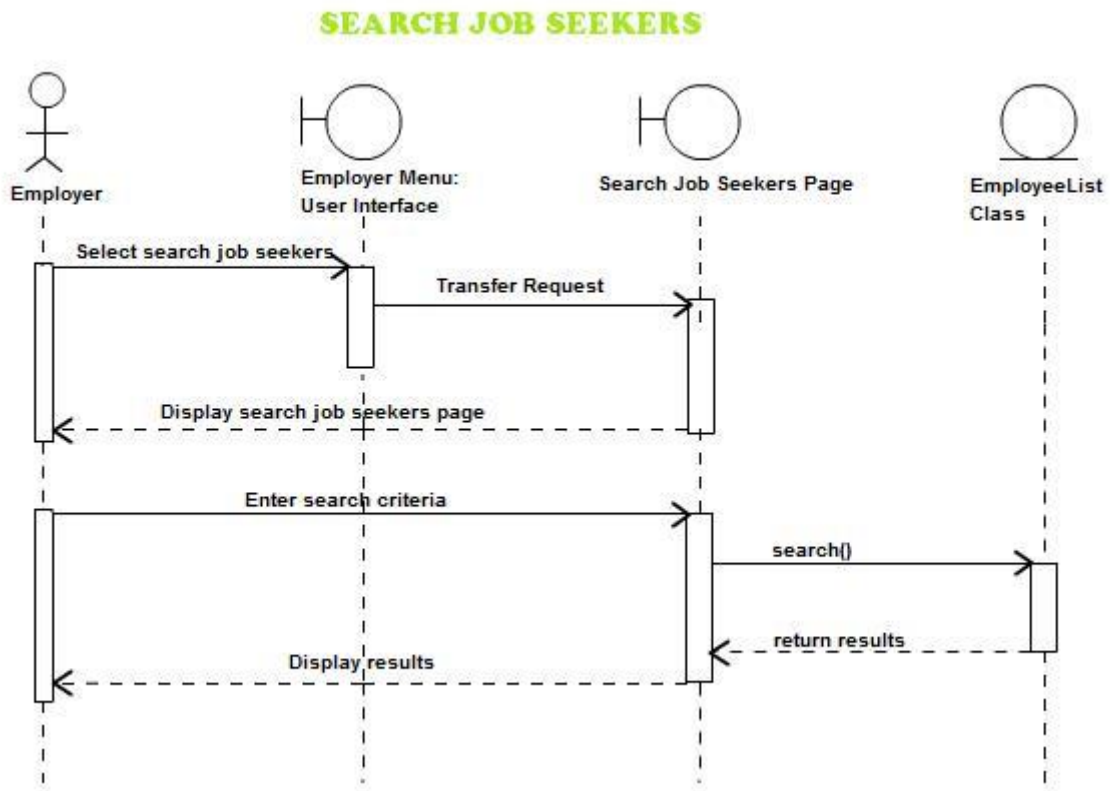 SEARCH JOB SEEKERS
Employer
Employer Menu:
User Interface
Search Job Seekers Page
EmployeeList
Class
Select search job seekers
Transfer Request
Display search job seekers page
Enter search criteria
search()
return results
Display results